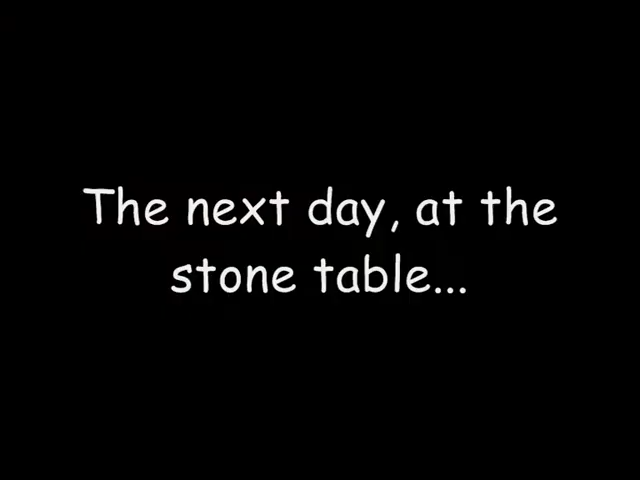 The next day, at the
stone table...